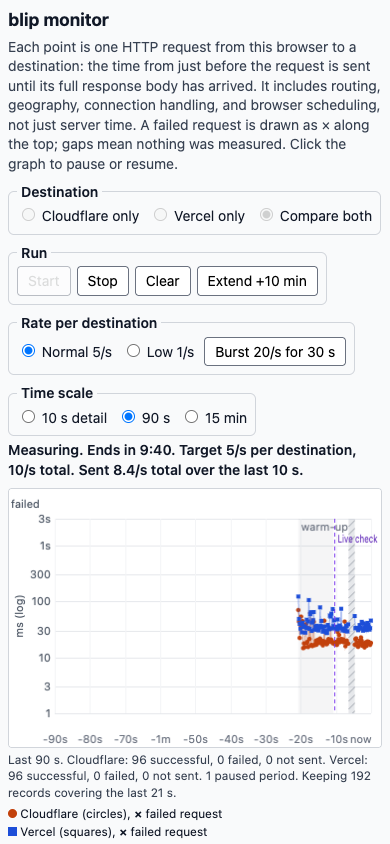 blip monitor
Each point is one HTTP request from this browser to a
destination: the time from just before the request is sent
until its full response body has arrived. It includes routing,
geography, connection handling, and browser scheduling,
not just server time. A failed request is drawn as × along
the top; gaps mean nothing was measured. Click the
graph to pause or resume.
Destination
Cloudflare only Vercel only Compare both
Run
Start Stop Clear Extend +10 min
Rate per destination
Normal 5/s Low 1/s Burst 20/s for 30 s
Time scale
10 s detail 90 s 15 min
Measuring. Ends in 9:40. Target 5/s per destination,
10/s total. Sent 8.4/s total over the last 10 s.
failed
3s
warm-up
Live check
1s
300
100
30
10
3
1
ms (log)
-90s -80s -70s -1m -50s -40s -30s -20s -10s now
Last 90 s. Cloudflare: 96 successful, 0 failed, 0 not sent. Vercel:
96 successful, 0 failed, 0 not sent. 1 paused period. Keeping 192
records covering the last 21 s.
Cloudflare (circles), × failed request
Vercel (squares), × failed request